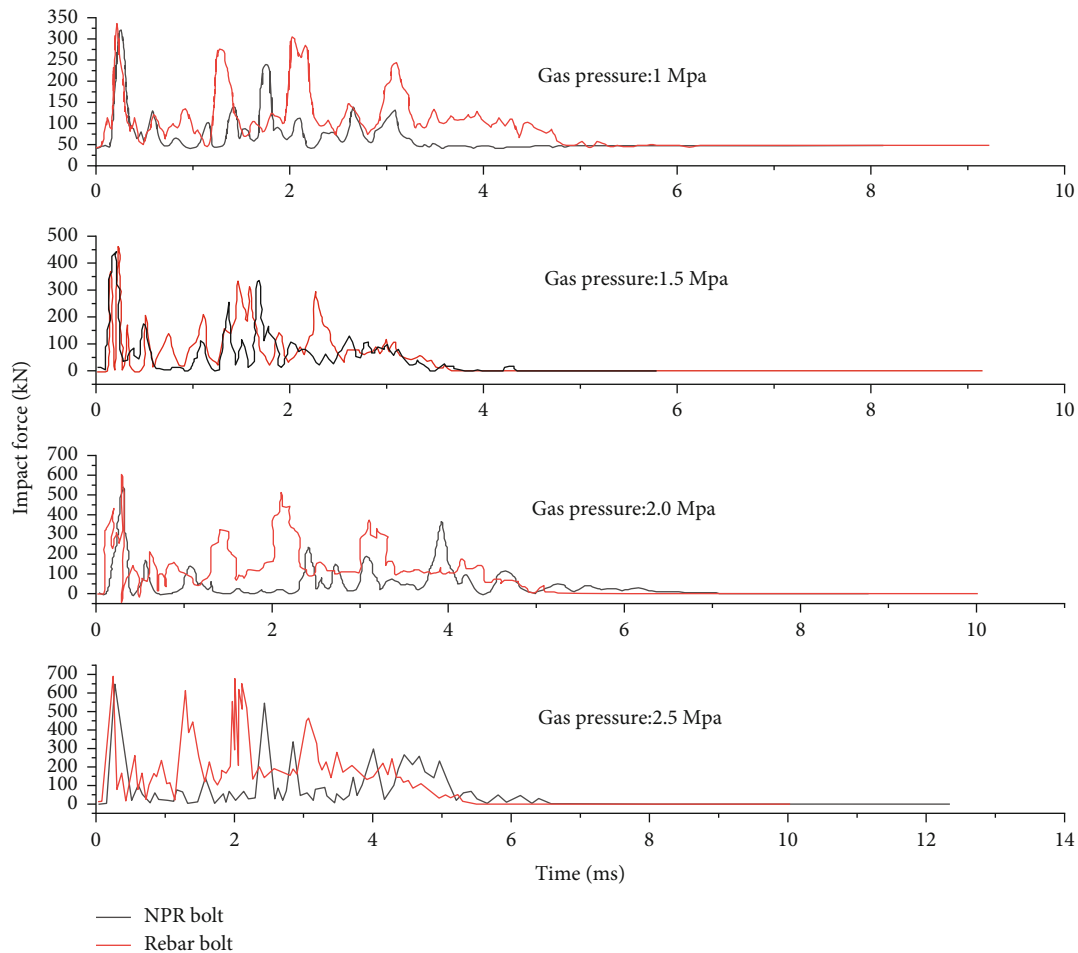 350
300
250
200
150
100
50
0
Gas pressure:1 Mpa
0 2 4 6 8 10
500
400
300
200
100
0
Gas pressure:1.5 Mpa
0 2 4 6 8 10
Impact force (kN)
700
600
500
400
300
200
100
0
Gas pressure:2.0 Mpa
0 2 4 6 8 10
700
600
500
400
300
200
100
0
Gas pressure:2.5 Mpa
0 2 4 6 8 10 12 14
Time (ms)
NPR bolt
Rebar bolt